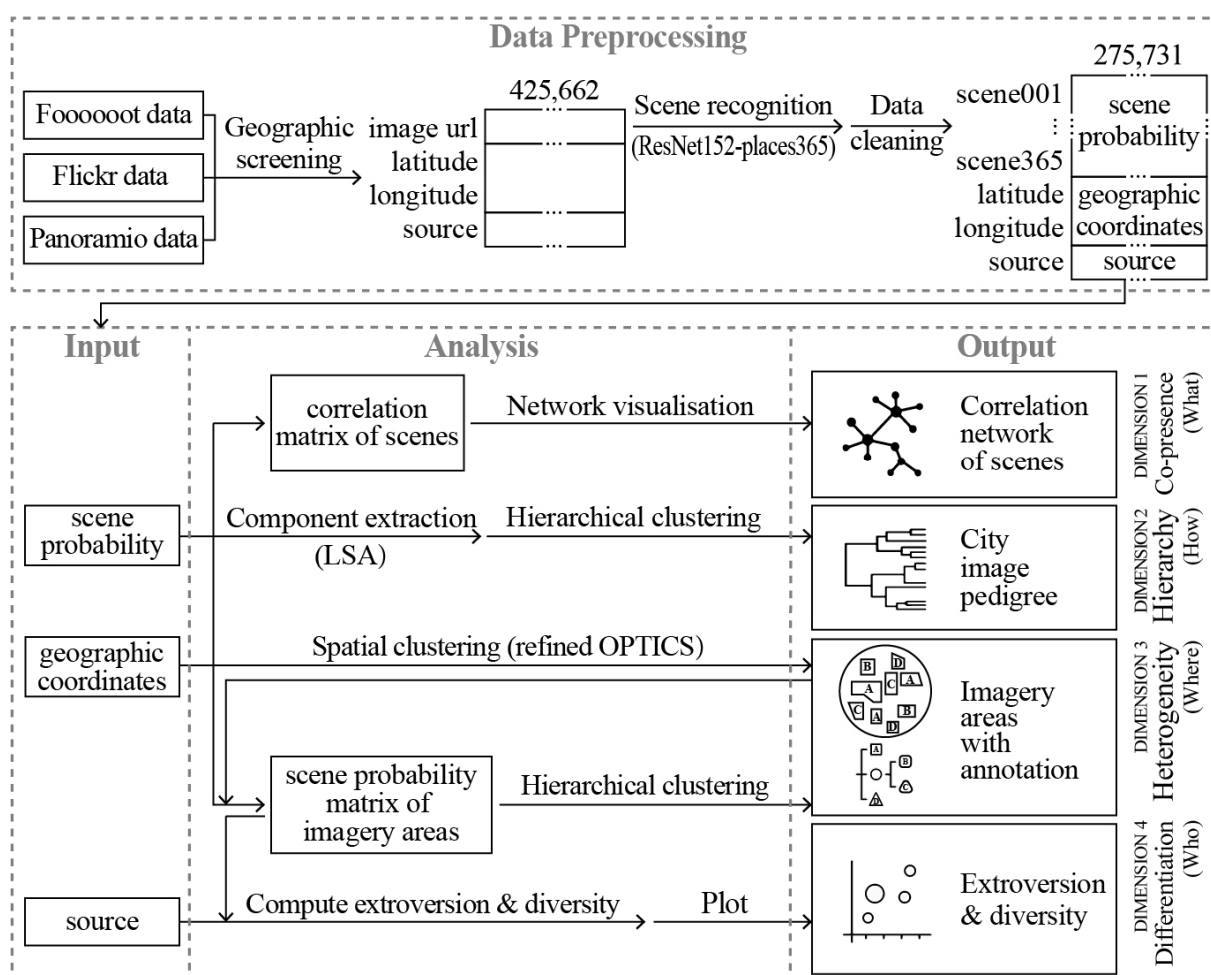 Data Preprocessing
Foooooot data
Flickr data
Panoramio data
Geographic
screening
425,662
image url
latitude
longitude
source
Scene recognition
(ResNet152-places365)
Data
cleaning
275,731
scene001
scene365
latitude
longitude
source
scene
probability
geographic
coordinates
source
Input
Analysis
Output
correlation
matrix of scenes
Network visualisation
Correlation
network
of scenes
DIMENSION 1
Co-presence
(What)
scene
probability
Component extraction
(LSA)
Hierarchical clustering
City
image
pedigree
DIMENSION 2
Hierarchy
(How)
geographic
coordinates
Spatial clustering (refined OPTICS)
B
D
A
C
A
C
A
B
D
A
B
C
D
Imagery
areas
with
annotation
DIMENSION 3
Heterogeneity
(Where)
scene probability
matrix of
imagery areas
Hierarchical clustering
source
Compute extroversion & diversity
Plot
Extroversion
& diversity
DIMENSION 4
Differentiation
(Who)